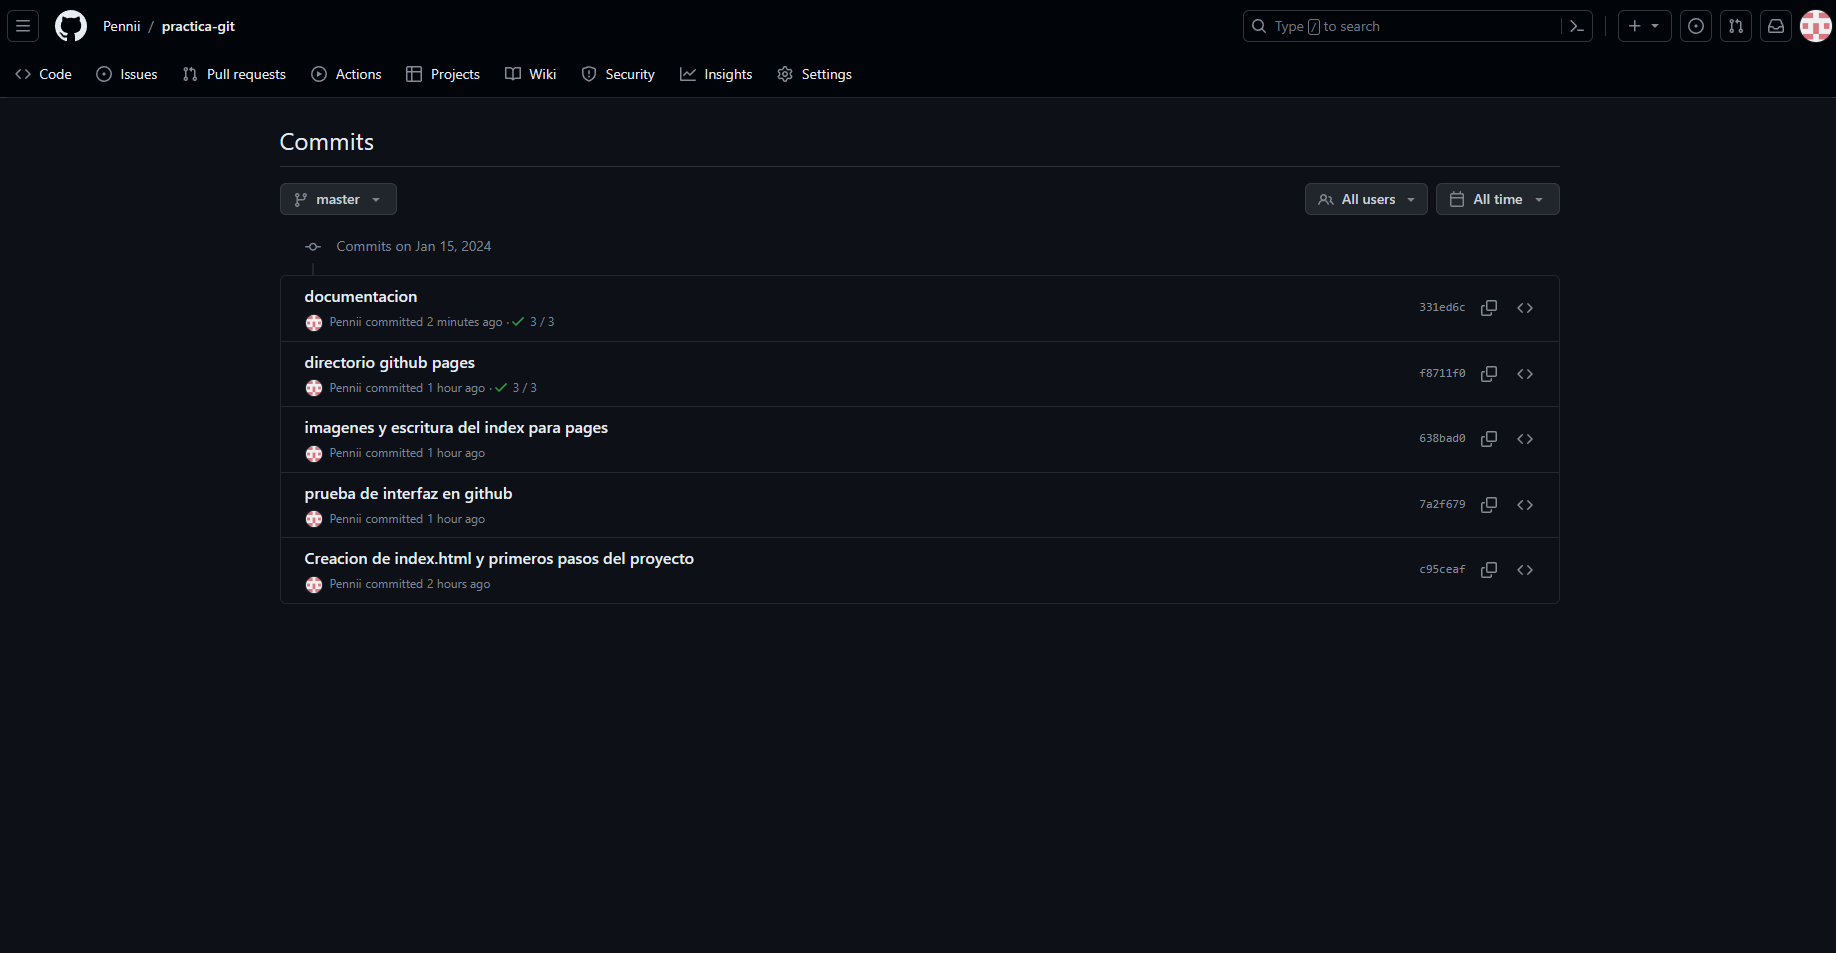 Pennii / practica-git
Type / to search
Code Issues Pull requests Actions Projects Wiki Security Insights Settings
Commits
master
All users All time
Commits on Jan 15, 2024
documentacion
331ed6c
Pennii committed 2 minutes ago · 3 / 3
directorio github pages
f8711f0
Pennii committed 1 hour ago · 3 / 3
imagenes y escritura del index para pages
638bad0
Pennii committed 1 hour ago
prueba de interfaz en github
7a2f679
Pennii committed 1 hour ago
Creacion de index.html y primeros pasos del proyecto
c95ceaf
Pennii committed 2 hours ago